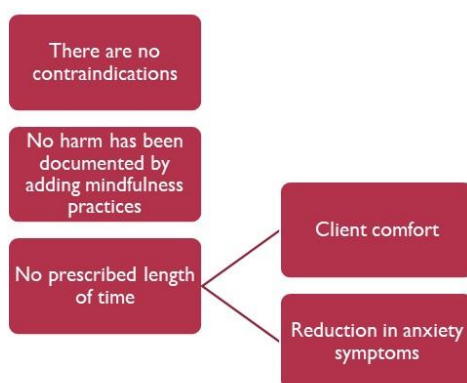 There are no
contraindications
No harm has been
documented by
adding mindfulness
practices
No prescribed length
of time
Client comfort
Reduction in anxiety
symptoms